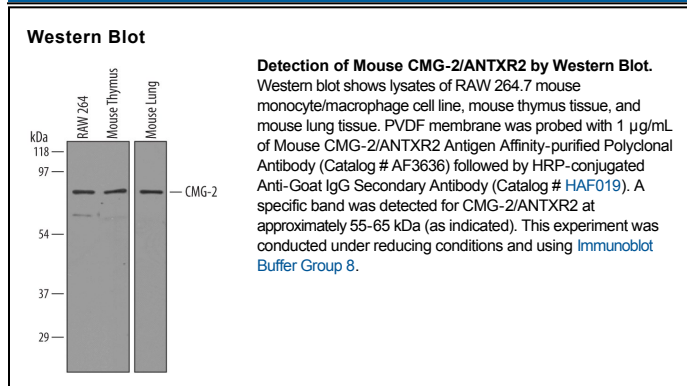 Western Blot
RAW 264
Mouse Thymus
Mouse Lung
kDa
118
97
54
37
29
CMG-2
Detection of Mouse CMG-2/ANTXR2 by Western Blot.
Western blot shows lysates of RAW 264.7 mouse
monocyte/macrophage cell line, mouse thymus tissue, and
mouse lung tissue. PVDF membrane was probed with 1 µg/mL
of Mouse CMG-2/ANTXR2 Antigen Affinity-purified Polyclonal
Antibody (Catalog # AF3636) followed by HRP-conjugated
Anti-Goat IgG Secondary Antibody (Catalog # HAF019). A
specific band was detected for CMG-2/ANTXR2 at
approximately 55-65 kDa (as indicated). This experiment was
conducted under reducing conditions and using Immunoblot
Buffer Group 8.